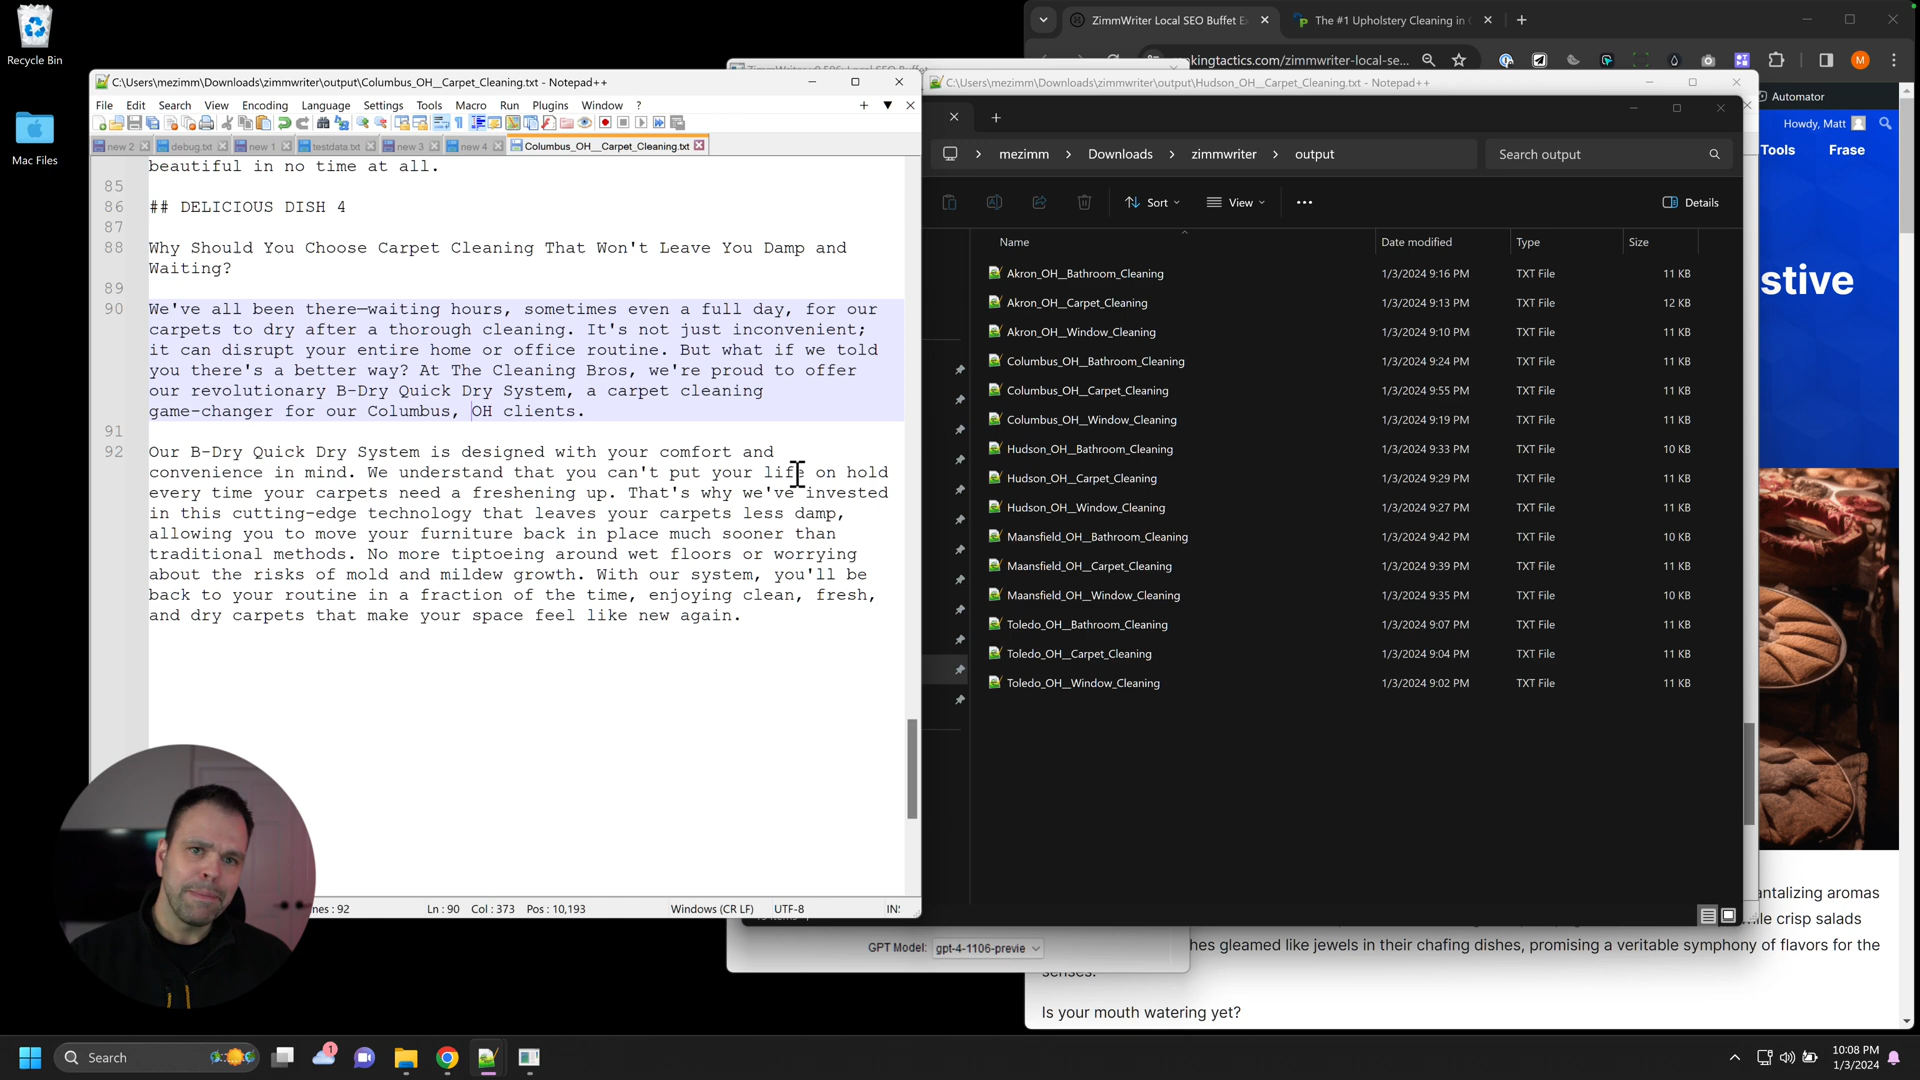 Recycle Bin
Mac Files
ZimmWriter Local SEO Buffet E
The #1 Upholstery Cleaning in
kingtactics.com/zimmwriter-local-se...
Automator
Howdy, Matt
Tools
Frase
stive
C:\Users\mezimm\Downloads\zimmwriter\output\Columbus_OH__Carpet_Cleaning.txt - Notepad++
File Edit Search View Encoding Language Settings Tools Macro Run Plugins Window ?
new 2
debug.txt
new 1
testdata.txt
new 3
new 4
Columbus_OH__Carpet_Cleaning.txt
beautiful in no time at all.
85
86 ## DELICIOUS DISH 4
87
88 Why Should You Choose Carpet Cleaning That Won't Leave You Damp and
Waiting?
89
90 We've all been there—waiting hours, sometimes even a full day, for our
carpets to dry after a thorough cleaning. It's not just inconvenient;
it can disrupt your entire home or office routine. But what if we told
you there's a better way? At The Cleaning Bros, we're proud to offer
our revolutionary B-Dry Quick Dry System, a carpet cleaning
game-changer for our Columbus, OH clients.
91
92 Our B-Dry Quick Dry System is designed with your comfort and
convenience in mind. We understand that you can't put your life on hold
every time your carpets need a freshening up. That's why we've invested
in this cutting-edge technology that leaves your carpets less damp,
allowing you to move your furniture back in place much sooner than
traditional methods. No more tiptoeing around wet floors or worrying
about the risks of mold and mildew growth. With our system, you'll be
back to your routine in a fraction of the time, enjoying clean, fresh,
and dry carpets that make your space feel like new again.
nes : 92
Ln : 90 Col : 373 Pos : 10,193
Windows (CR LF)
UTF-8
IN
C:\Users\mezimm\Downloads\zimmwriter\output\Hudson_OH__Carpet_Cleaning.txt - Notepad++
mezimm > Downloads > zimmwriter > output
Search output
Sort
View
Details
Name Date modified Type Size
Akron_OH__Bathroom_Cleaning 1/3/2024 9:16 PM TXT File 11 KB
Akron_OH__Carpet_Cleaning 1/3/2024 9:13 PM TXT File 12 KB
Akron_OH__Window_Cleaning 1/3/2024 9:10 PM TXT File 11 KB
Columbus_OH__Bathroom_Cleaning 1/3/2024 9:24 PM TXT File 11 KB
Columbus_OH__Carpet_Cleaning 1/3/2024 9:55 PM TXT File 11 KB
Columbus_OH__Window_Cleaning 1/3/2024 9:19 PM TXT File 11 KB
Hudson_OH__Bathroom_Cleaning 1/3/2024 9:33 PM TXT File 10 KB
Hudson_OH__Carpet_Cleaning 1/3/2024 9:29 PM TXT File 11 KB
Hudson_OH__Window_Cleaning 1/3/2024 9:27 PM TXT File 11 KB
Maansfield_OH__Bathroom_Cleaning 1/3/2024 9:42 PM TXT File 10 KB
Maansfield_OH__Carpet_Cleaning 1/3/2024 9:39 PM TXT File 11 KB
Maansfield_OH__Window_Cleaning 1/3/2024 9:35 PM TXT File 10 KB
Toledo_OH__Bathroom_Cleaning 1/3/2024 9:07 PM TXT File 11 KB
Toledo_OH__Carpet_Cleaning 1/3/2024 9:04 PM TXT File 11 KB
Toledo_OH__Window_Cleaning 1/3/2024 9:02 PM TXT File 11 KB
GPT Model: gpt-4-1106-previe
antalizing aromas
ile crisp salads
hes gleamed like jewels in their chafing dishes, promising a veritable symphony of flavors for the
senses.
Is your mouth watering yet?
Search
1
10:08 PM
1/3/2024